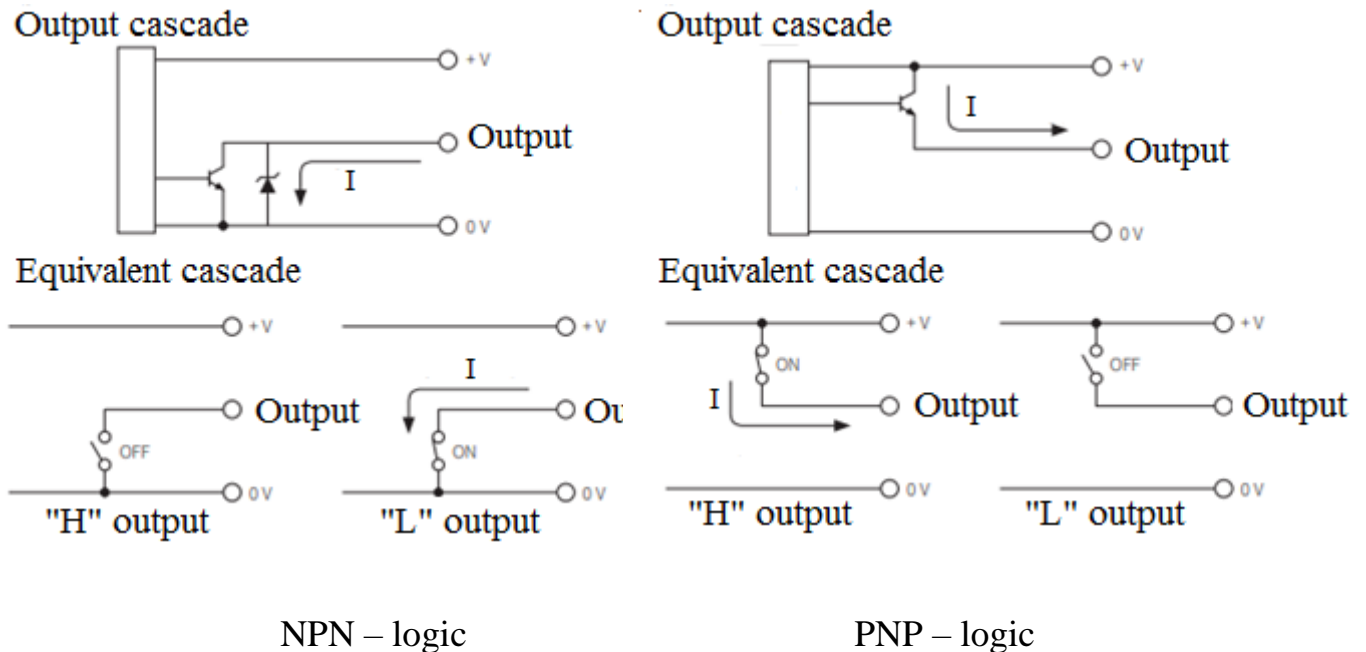 Output cascade
+V
Output
I
0V
Equivalent cascade
+V
Output
OFF
0V
"H" output
+V
I
Ou
ON
0V
"L" output
NPN – logic
Output cascade
+V
I
Output
0V
Equivalent cascade
+V
ON
I
Output
0V
"H" output
+V
OFF
Output
0V
"L" output
PNP – logic